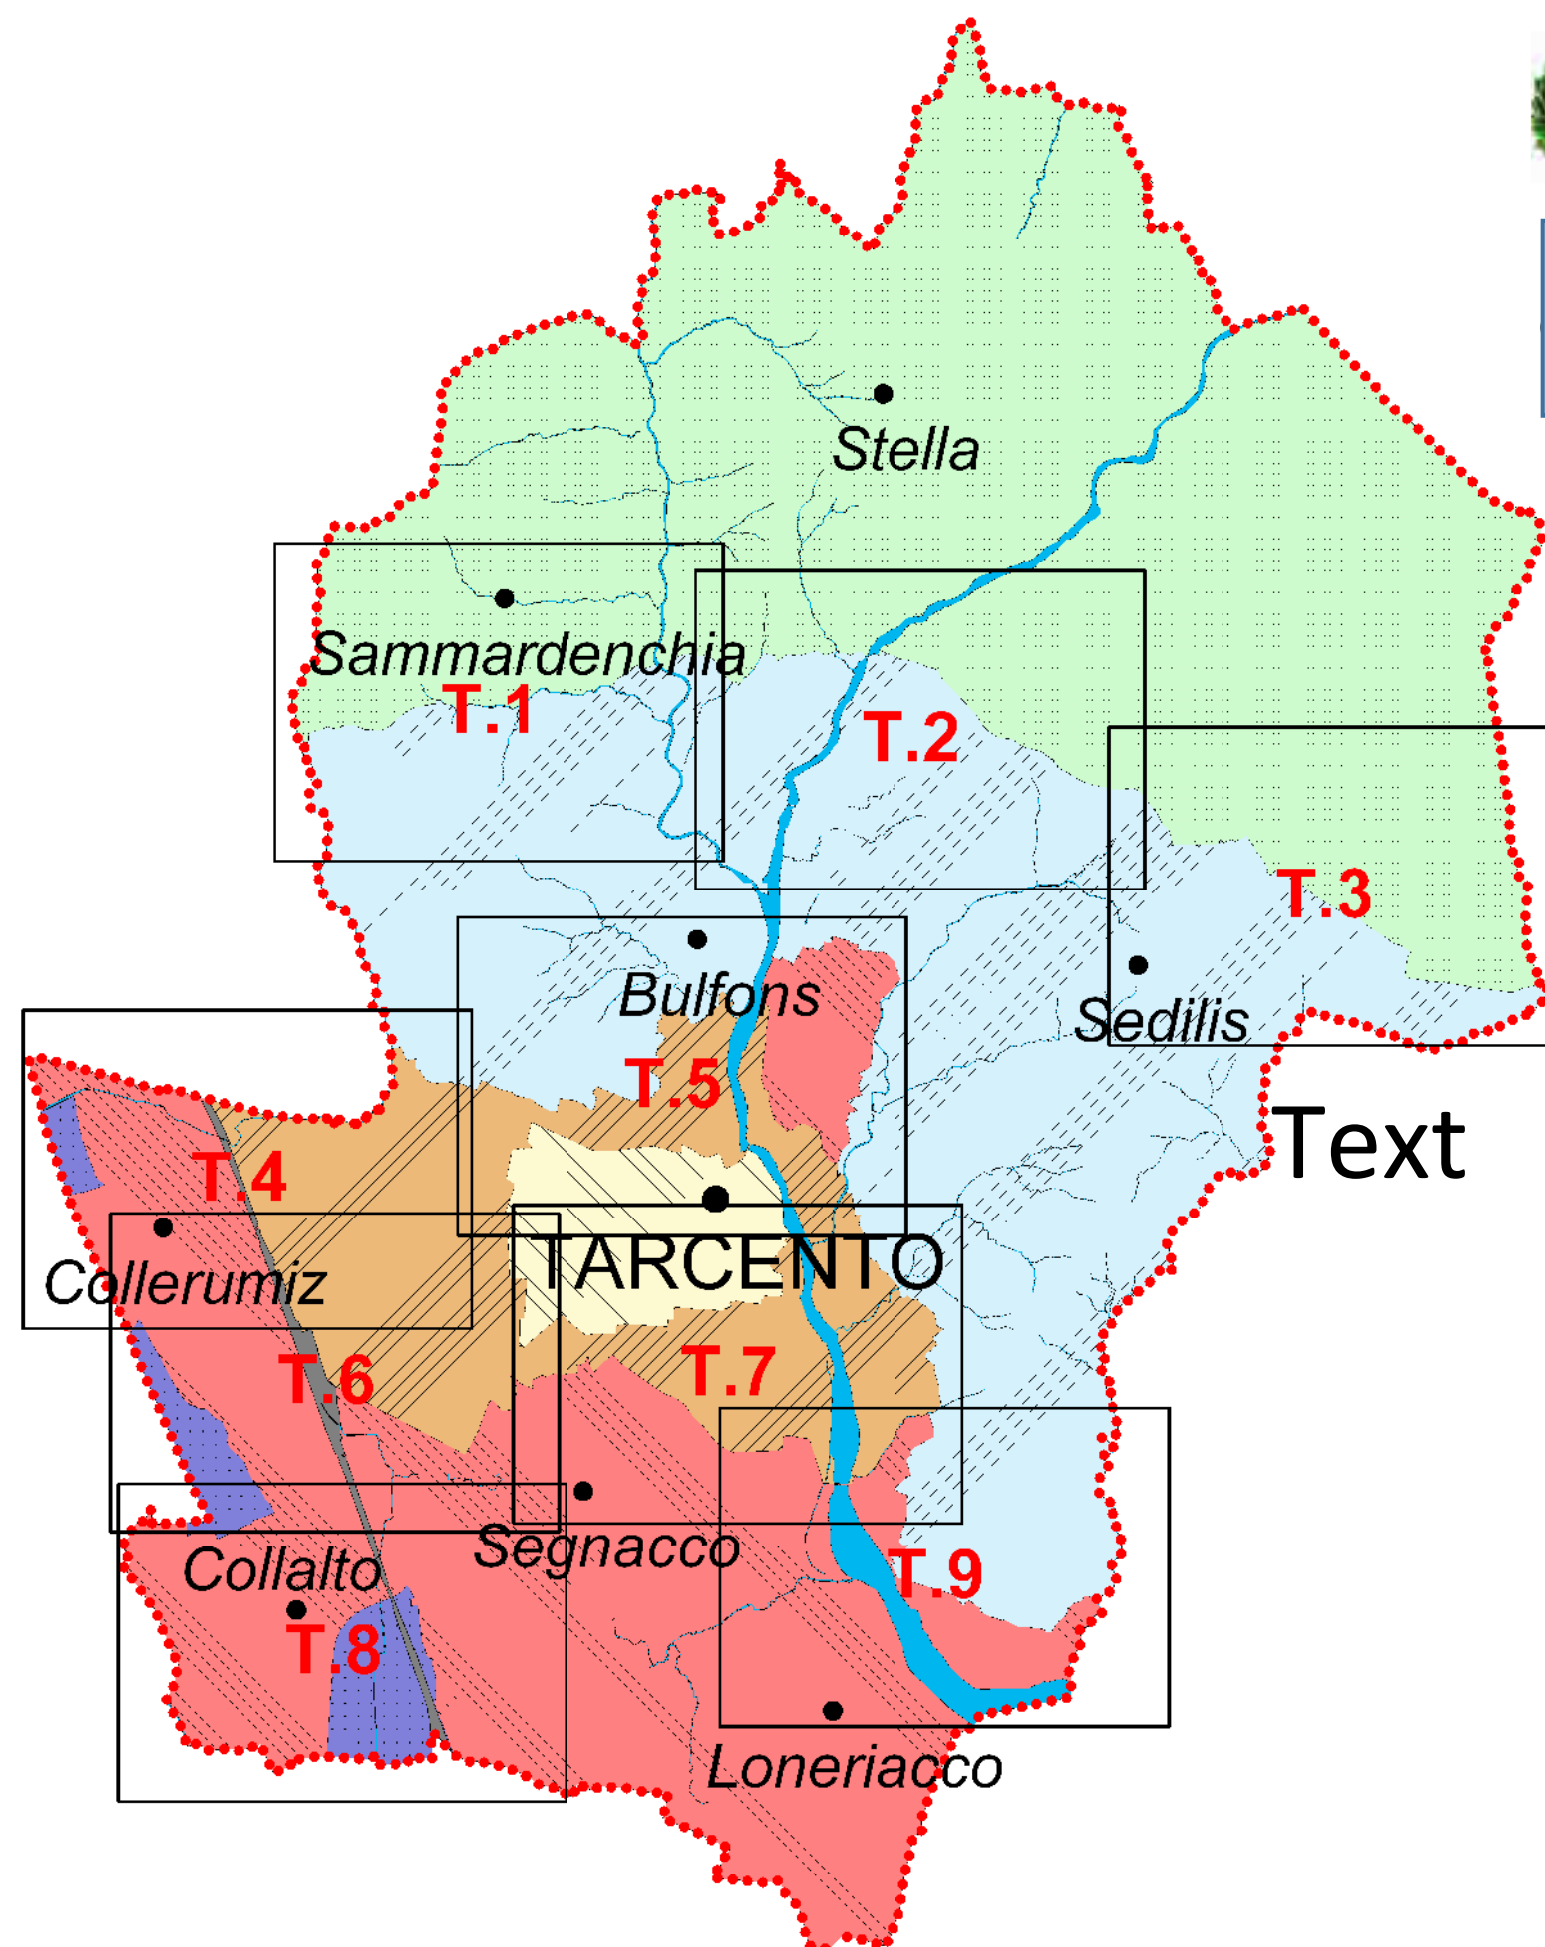 Stella
Sammardenchia
T.1
T.2
T.3
Bulfons
Sedilis
T.5
Text
T.4
TARCENTO
Collerumiz
T.6
T.7
Segnacco
Collalto
T.9
T.8
Loneriacco